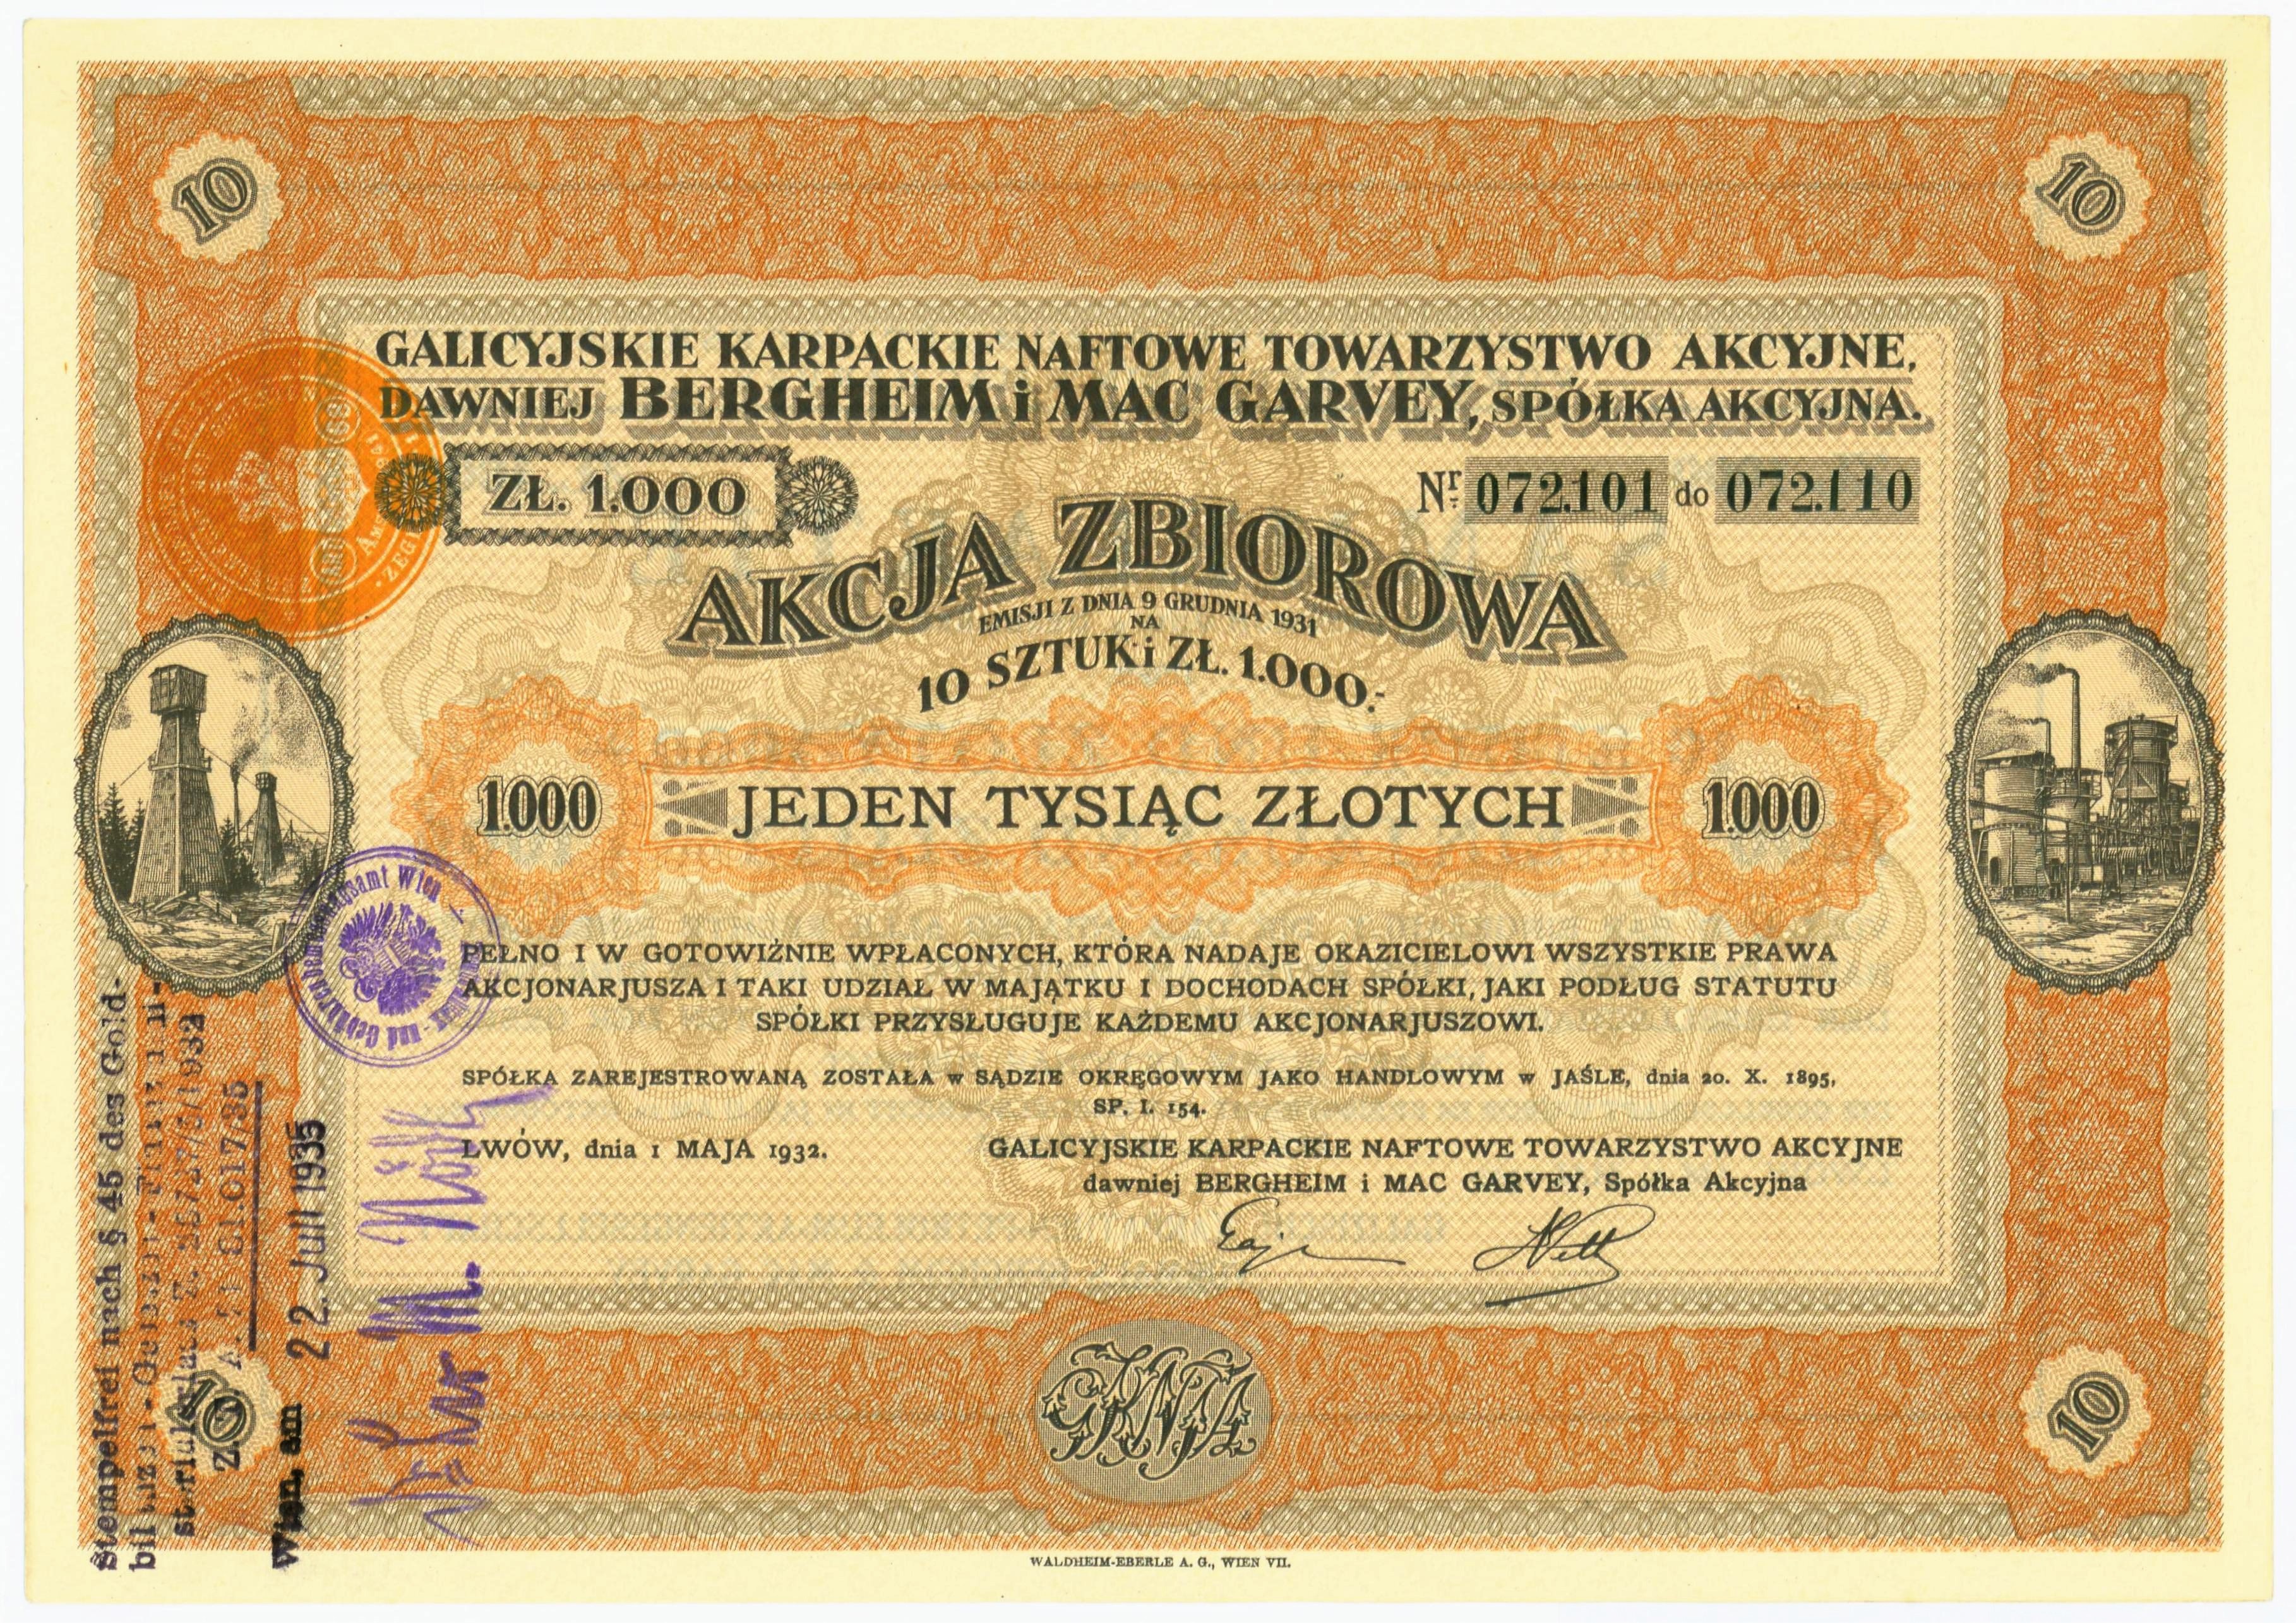 10
10
GALICYJSKIE KARPACKIE NAFTOWE TOWARZYSTWO AKCYJNE,
DAWNIEJ BERGHEIM i MAC GARVEY, SPÓŁKA AKCYJNA.
ZŁ. 1.000
Nr. 072.101 do 072.110
AKCJA ZBIOROWA
EMISJI Z DNIA 9 GRUDNIA 1931
NA
10 SZTUK i ZŁ. 1.000.-
1.000
JEDEN TYSIĄC ZŁOTYCH
1.000
PEŁNO I W GOTOWIŹNIE WPŁACONYCH, KTÓRA NADAJE OKAZICIELOWI WSZYSTKIE PRAWA
AKCJONARJUSZA I TAKI UDZIAŁ W MAJĄTKU I DOCHODACH SPÓŁKI, JAKI PODŁUG STATUTU
SPÓŁKI PRZYSŁUGUJE KAŻDEMU AKCJONARJUSZOWI.
SPÓŁKA ZAREJESTROWANĄ ZOSTAŁA w SĄDZIE OKRĘGOWYM JAKO HANDLOWYM w JAŚLE, dnia 20. X. 1895,
SP. I. 154.
LWÓW, dnia 1 MAJA 1932.
GALICYJSKIE KARPACKIE NAFTOWE TOWARZYSTWO AKCYJNE
dawniej BERGHEIM i MAC GARVEY, Spółka Akcyjna
Wien
Stempelfrei nach § 45 des Gold-
Wien, am 22. Juli 1935
10
GKNTA
10
WALDHEIM-EBERLE A. G., WIEN VII.